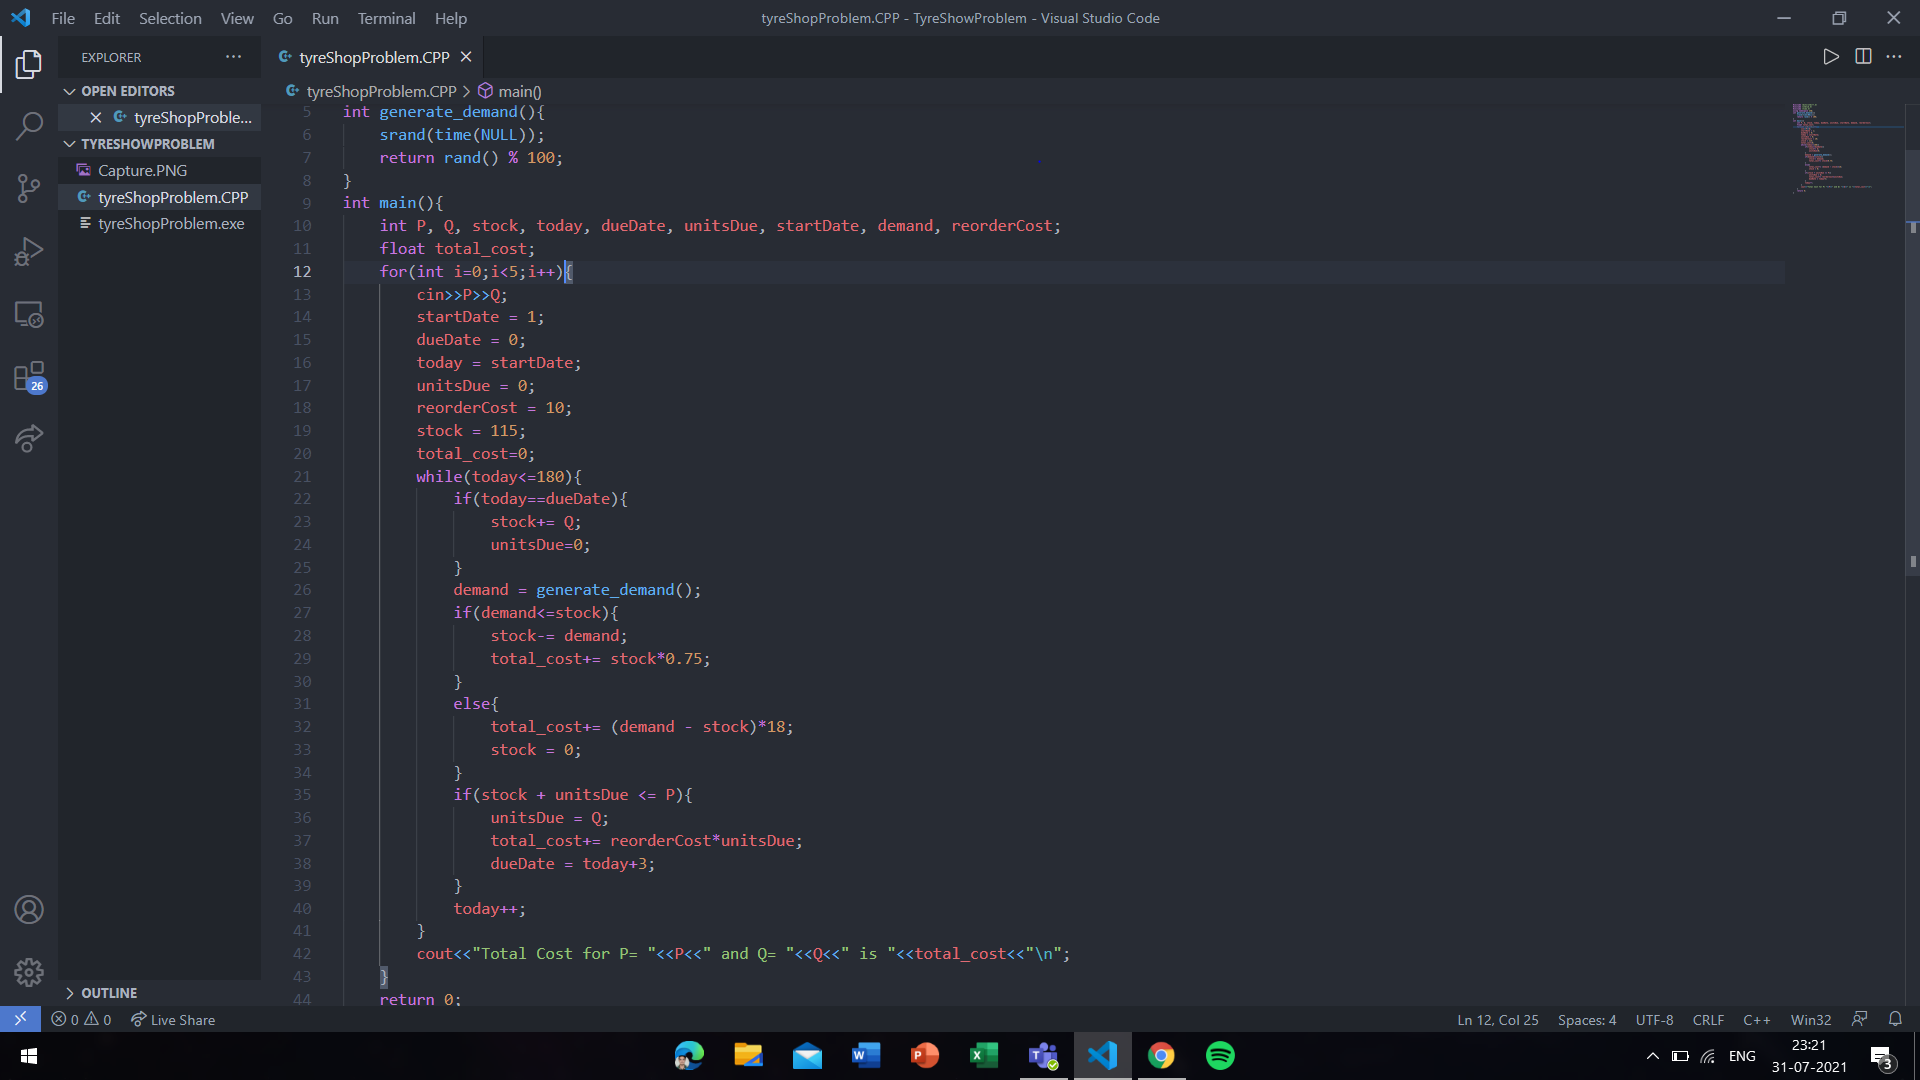 File Edit Selection View Go Run Terminal Help
tyreShopProblem.CPP - TyreShowProblem - Visual Studio Code
EXPLORER
OPEN EDITORS
tyreShopProble...
TYRESHOWPROBLEM
Capture.PNG
tyreShopProblem.CPP
tyreShopProblem.exe
OUTLINE
26
tyreShopProblem.CPP
tyreShopProblem.CPP > main()
5 int generate_demand(){
6 srand(time(NULL));
7 return rand() % 100;
8 }
9 int main(){
10 int P, Q, stock, today, dueDate, unitsDue, startDate, demand, reorderCost;
11 float total_cost;
12 for(int i=0;i<5;i++){
13 cin>>P>>Q;
14 startDate = 1;
15 dueDate = 0;
16 today = startDate;
17 unitsDue = 0;
18 reorderCost = 10;
19 stock = 115;
20 total_cost=0;
21 while(today<=180){
22 if(today==dueDate){
23 stock+= Q;
24 unitsDue=0;
25 }
26 demand = generate_demand();
27 if(demand<=stock){
28 stock-= demand;
29 total_cost+= stock*0.75;
30 }
31 else{
32 total_cost+= (demand - stock)*18;
33 stock = 0;
34 }
35 if(stock + unitsDue <= P){
36 unitsDue = Q;
37 total_cost+= reorderCost*unitsDue;
38 dueDate = today+3;
39 }
40 today++;
41 }
42 cout<<"Total Cost for P= "<<P<<" and Q= "<<Q<<" is "<<total_cost<<"\n";
43 }
44 return 0;
0 0 Live Share
Ln 12, Col 25 Spaces: 4 UTF-8 CRLF C++ Win32
ENG
23:21
31-07-2021
3